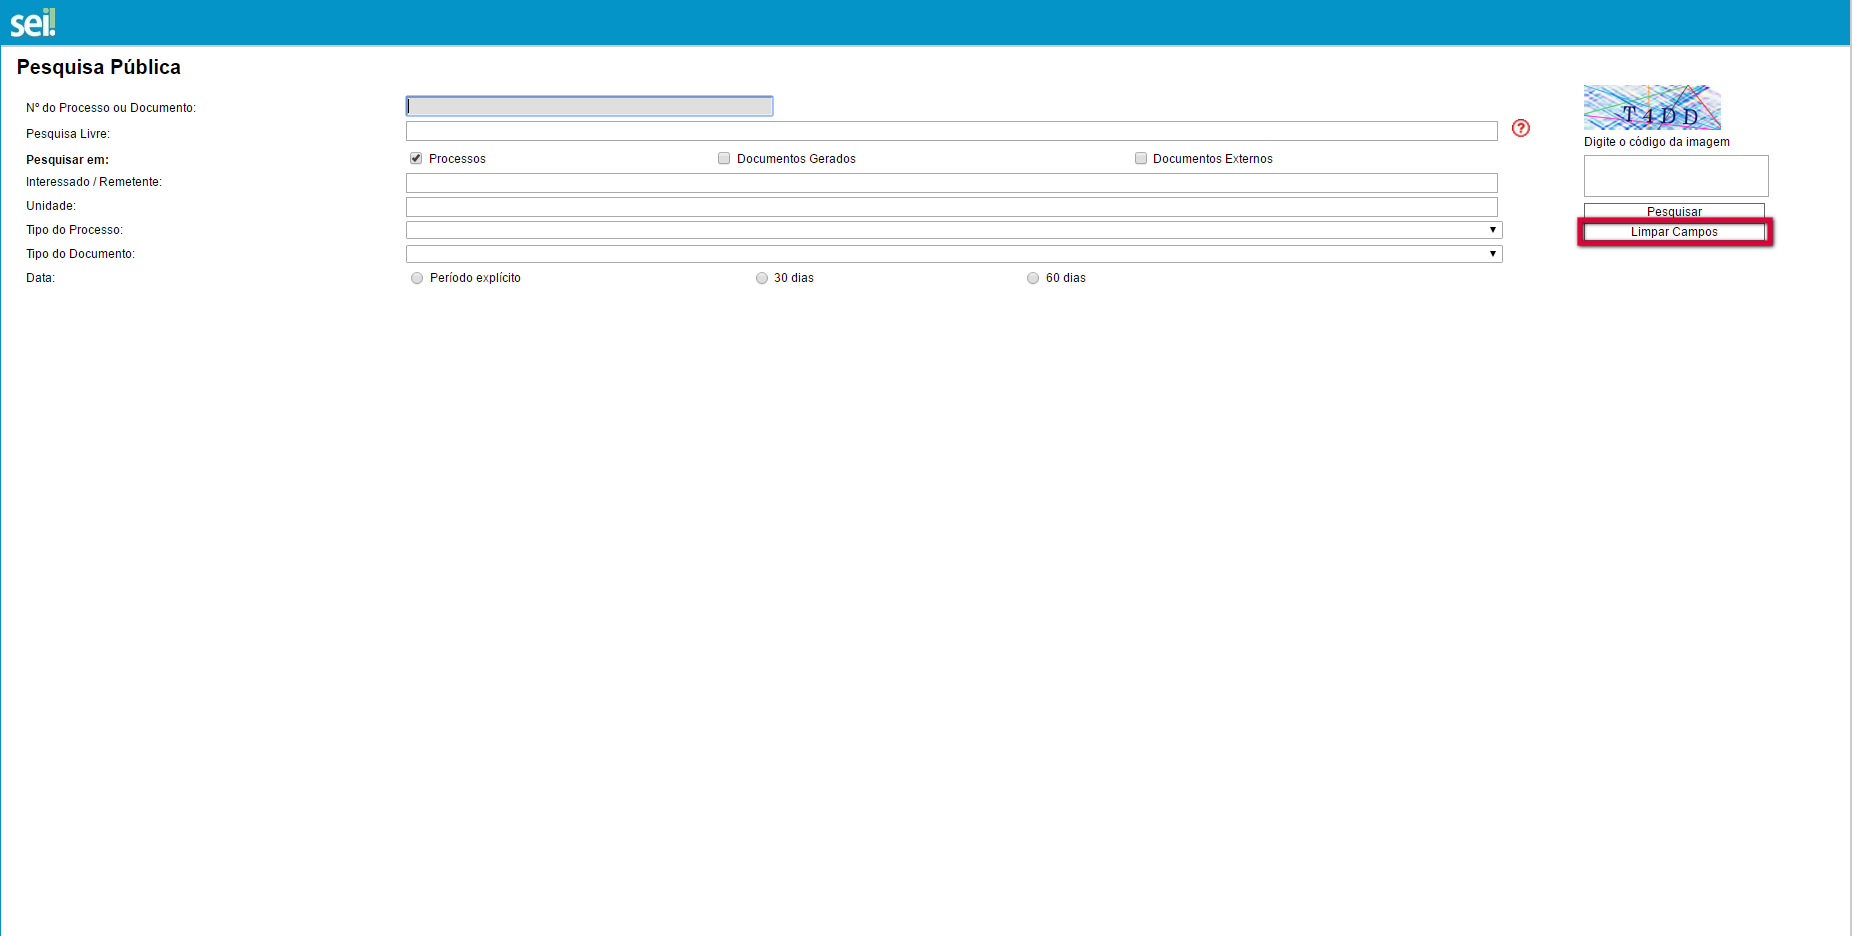 sei!
Pesquisa Pública
Nº do Processo ou Documento:
Pesquisa Livre:
?
Pesquisar em:
Processos
Documentos Gerados
Documentos Externos
Interessado / Remetente:
Unidade:
Tipo do Processo:
Tipo do Documento:
Data:
Período explícito
30 dias
60 dias
T4DD
Digite o código da imagem
Pesquisar
Limpar Campos